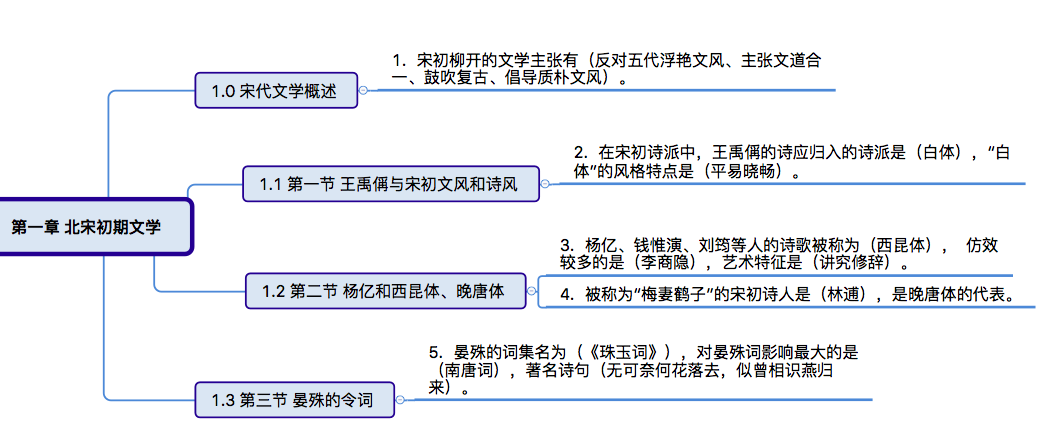 第一章 北宋初期文学
1.0 宋代文学概述
1. 宋初柳开的文学主张有（反对五代浮艳文风、主张文道合
一、鼓吹复古、倡导质朴文风）。
1.1 第一节 王禹偁与宋初文风和诗风
2. 在宋初诗派中，王禹偁的诗应归入的诗派是（白体），“白
体”的风格特点是（平易晓畅）。
1.2 第二节 杨亿和西昆体、晚唐体
3. 杨亿、钱惟演、刘筠等人的诗歌被称为（西昆体）， 仿效
较多的是（李商隐），艺术特征是（讲究修辞）。
4. 被称为“梅妻鹤子”的宋初诗人是（林逋），是晚唐体的代表。
1.3 第三节 晏殊的令词
5. 晏殊的词集名为（《珠玉词》），对晏殊词影响最大的是
（南唐词），著名诗句（无可奈何花落去，似曾相识燕归
来）。